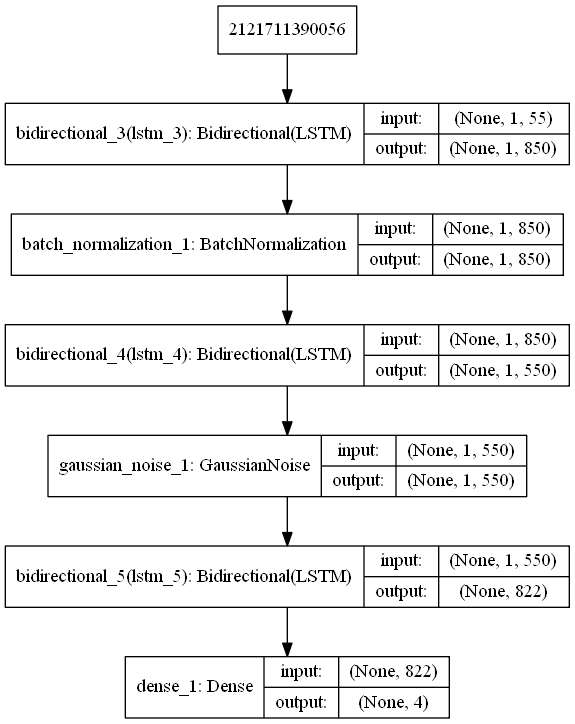 2121711390056
bidirectional_3(lstm_3): Bidirectional(LSTM)
input:
(None, 1, 55)
output:
(None, 1, 850)
batch_normalization_1: BatchNormalization
input:
(None, 1, 850)
output:
(None, 1, 850)
bidirectional_4(lstm_4): Bidirectional(LSTM)
input:
(None, 1, 850)
output:
(None, 1, 550)
gaussian_noise_1: GaussianNoise
input:
(None, 1, 550)
output:
(None, 1, 550)
bidirectional_5(lstm_5): Bidirectional(LSTM)
input:
(None, 1, 550)
output:
(None, 822)
dense_1: Dense
input:
(None, 822)
output:
(None, 4)